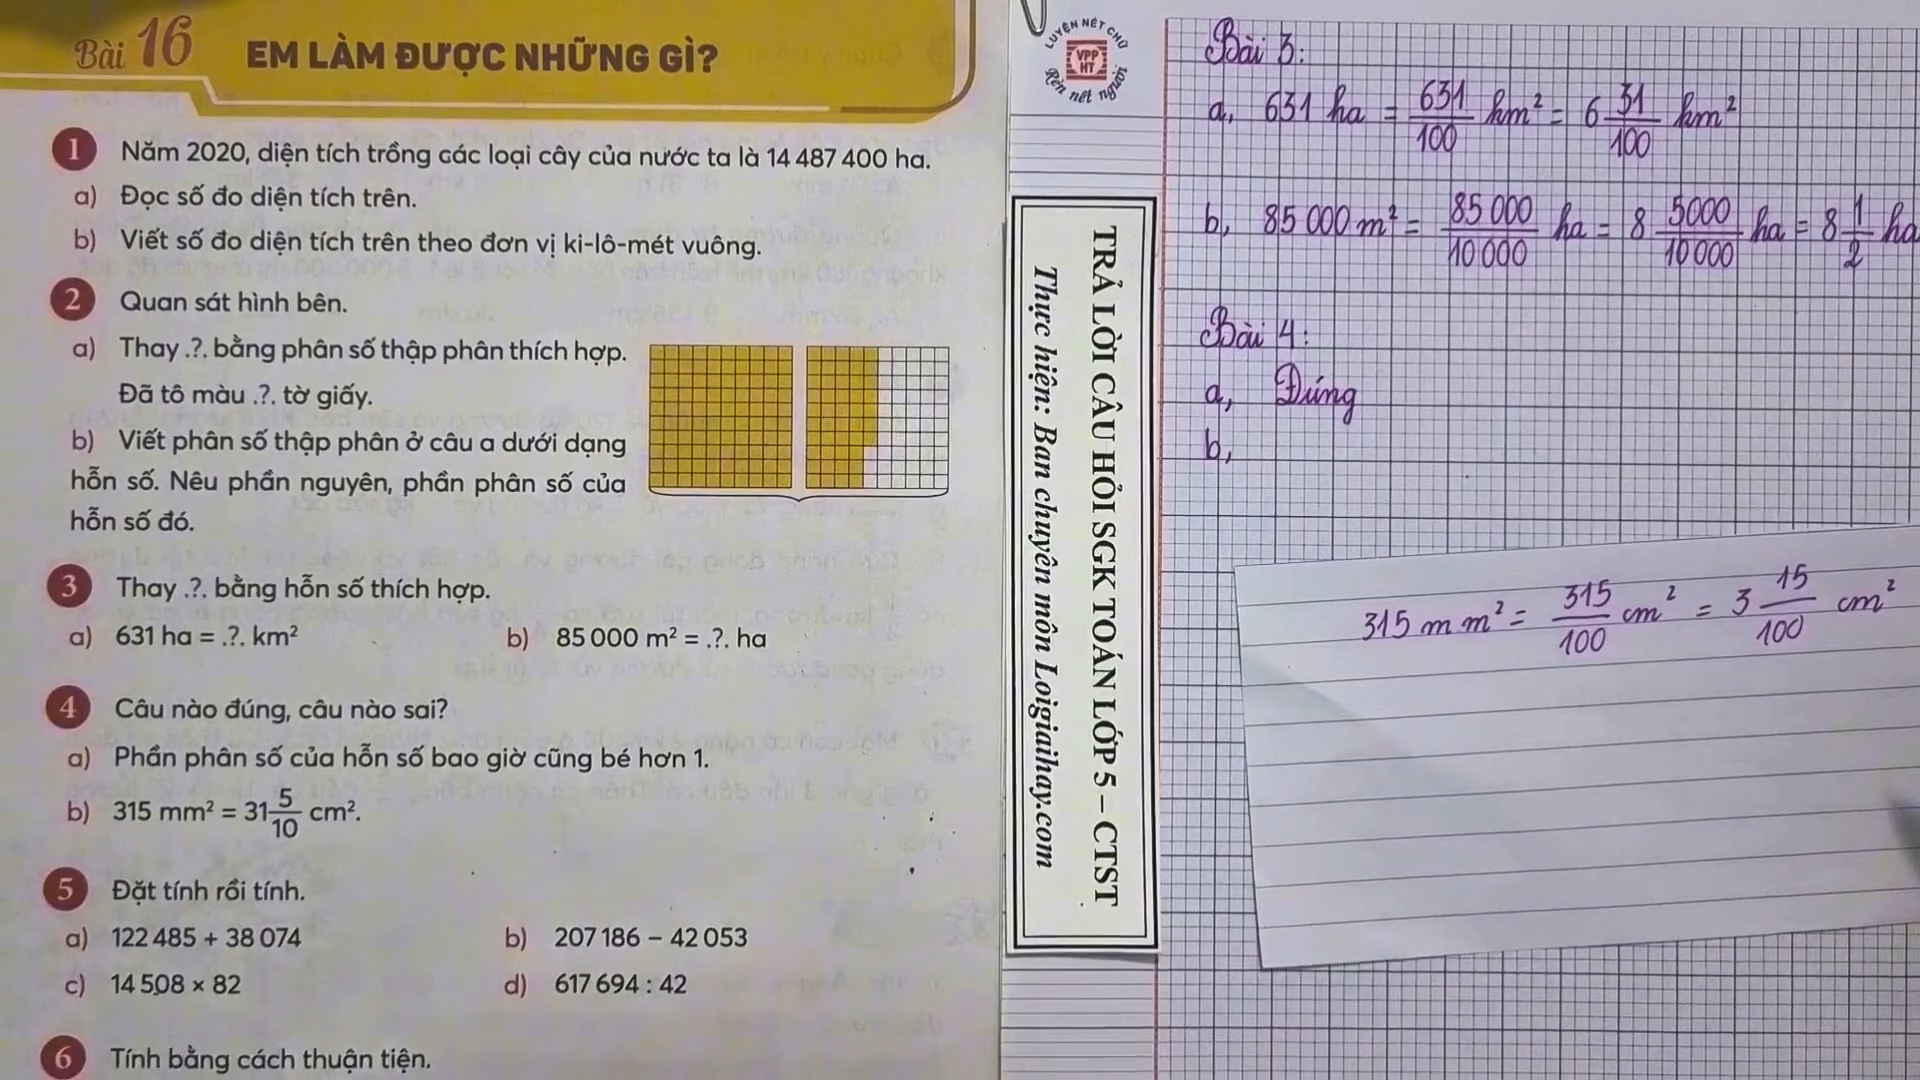 Bài 16 EM LÀM ĐƯỢC NHỮNG GÌ?
1 Năm 2020, diện tích trồng các loại cây của nước ta là 14 487 400 ha.
a) Đọc số đo diện tích trên.
b) Viết số đo diện tích trên theo đơn vị ki-lô-mét vuông.
2 Quan sát hình bên.
a) Thay .?. bằng phân số thập phân thích hợp.
Đã tô màu .?. tờ giấy.
b) Viết phân số thập phân ở câu a dưới dạng
hỗn số. Nêu phần nguyên, phần phân số của
hỗn số đó.
3 Thay .?. bằng hỗn số thích hợp.
a) 631 ha = .?. km² b) 85 000 m² = .?. ha
4 Câu nào đúng, câu nào sai?
a) Phần phân số của hỗn số bao giờ cũng bé hơn 1.
b) 315 mm² = 31 5/10 cm².
5 Đặt tính rồi tính.
a) 122 485 + 38 074 b) 207 186 – 42 053
c) 14 508 × 82 d) 617 694 : 42
6 Tính bằng cách thuận tiện.
LUYỆN NÉT CHỮ
VPP
HT
Rèn nét người
TRẢ LỜI CÂU HỎI SGK TOÁN LỚP 5 – CTST
Thực hiện: Ban chuyên môn Loigiaihay.com
Bài 3:
a, 631 ha = 631/100 km² = 6 31/100 km²
b, 85 000 m² = 85 000/10 000 ha = 8 5000/10 000 ha = 8 1/2 ha
Bài 4:
a, Đúng
b,
315 mm² = 315/100 cm² = 3 15/100 cm²